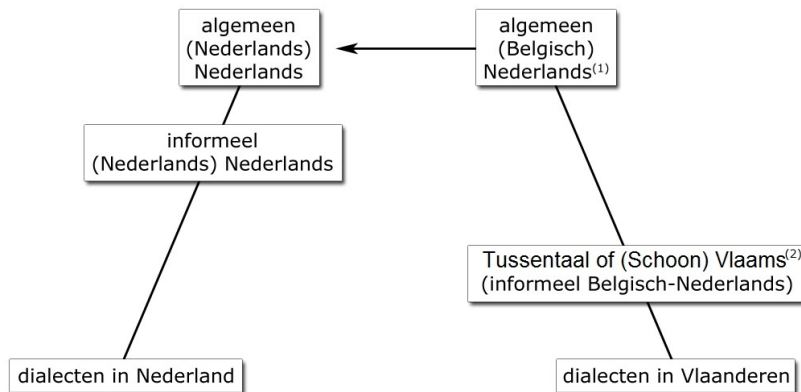 algemeen
(Nederlands)
Nederlands
algemeen
(Belgisch)
Nederlands(1)
informeel
(Nederlands) Nederlands
Tussentaal of (Schoon) Vlaams(2)
(informeel Belgisch-Nederlands)
dialecten in Nederland
dialecten in Vlaanderen